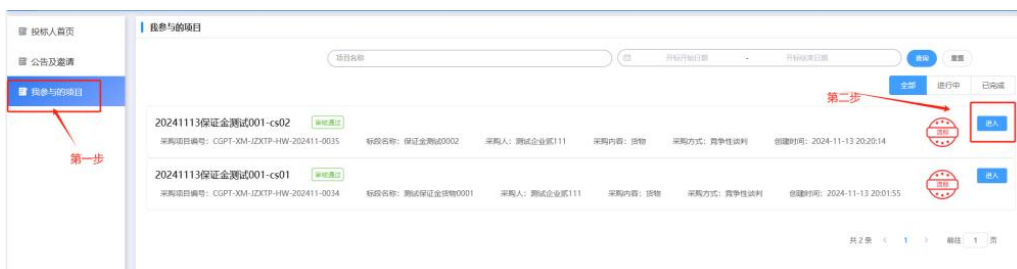 投标人首页
我参与的项目
公告及邀请
项目名称
开标开始日期 - 开标结束日期
查询
重置
我参与的项目
全部 进行中 已完成
第二步
20241113保证金测试001-cs02 审核通过
流标
进入
采购项目编号：CGPT-XM-JZXTP-HW-202411-0035 标段名称：保证金测试0002 采购人：测试企业贰111 采购内容：货物 采购方式：竞争性谈判 创建时间：2024-11-13 20:20:14
第一步
20241113保证金测试001-cs01 审核通过
流标
进入
采购项目编号：CGPT-XM-JZXTP-HW-202411-0034 标段名称：测试保证金货物0001 采购人：测试企业贰111 采购内容：货物 采购方式：竞争性谈判 创建时间：2024-11-13 20:01:55
共 2 条 < 1 > 前往 1 页